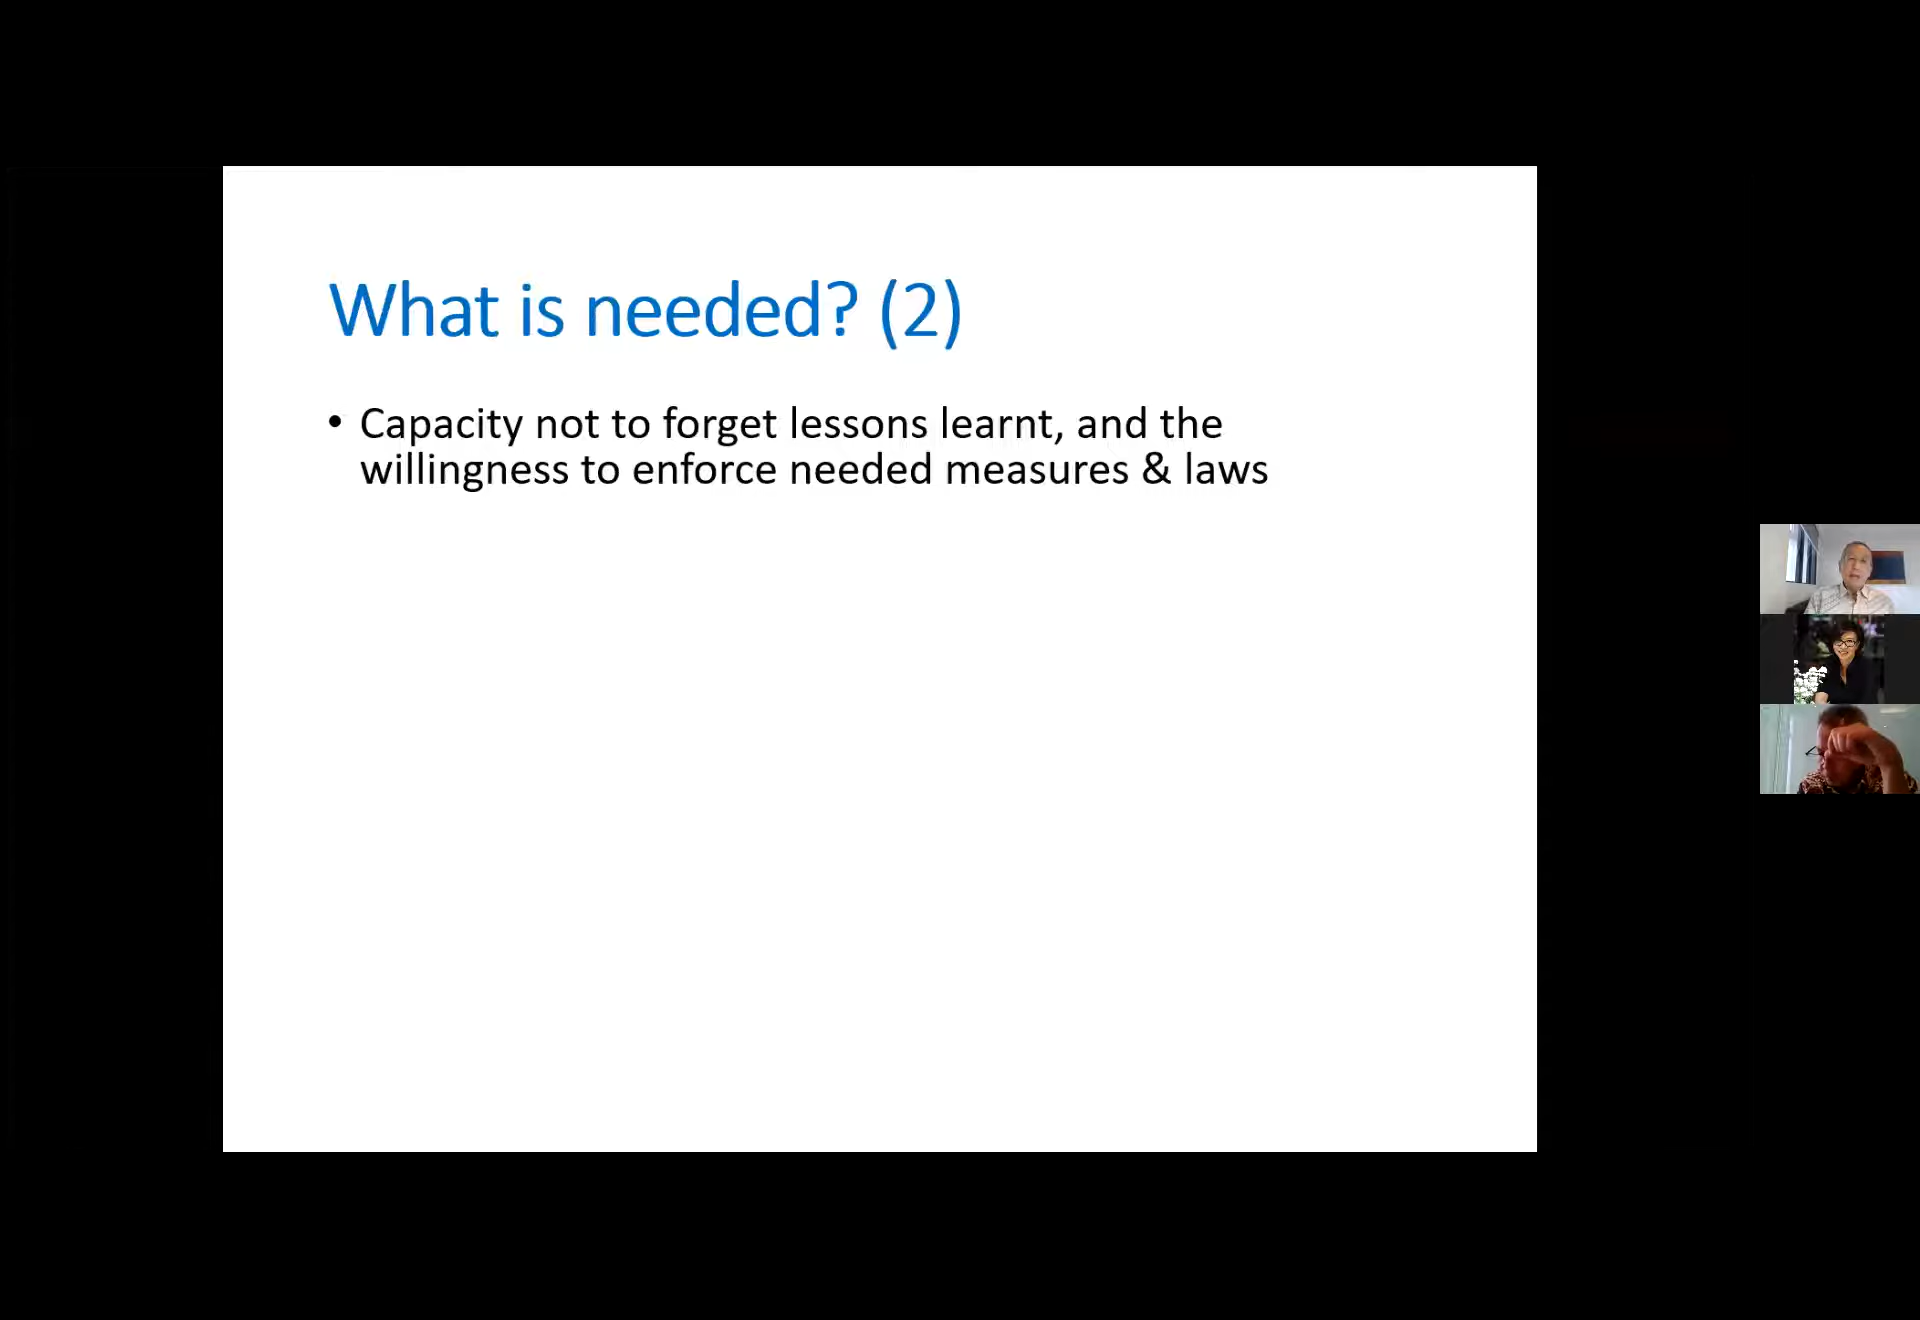 What is needed? (2)
• Capacity not to forget lessons learnt, and the
willingness to enforce needed measures & laws